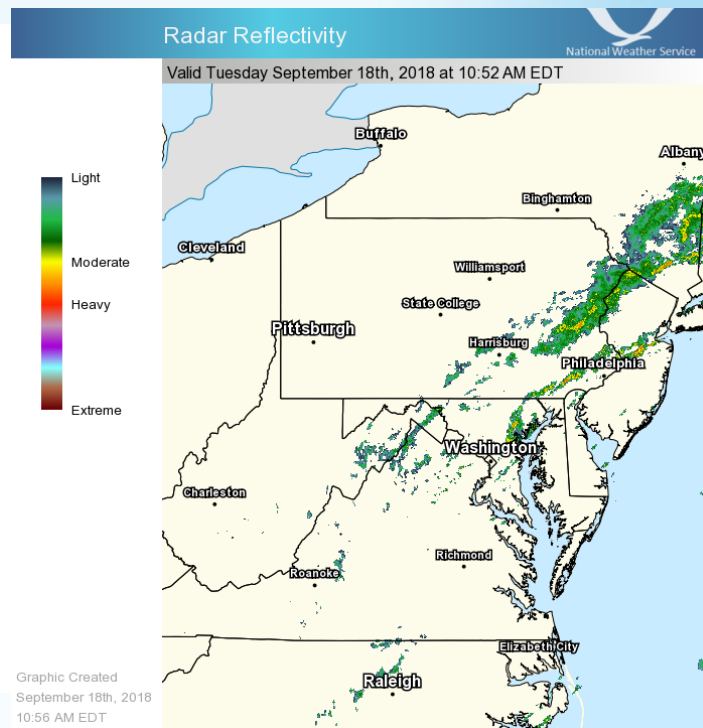 Radar Reflectivity
National Weather Service
Valid Tuesday September 18th, 2018 at 10:52 AM EDT
Buffalo
Albany
Light
Binghamton
Cleveland
Moderate
Williamsport
Heavy
State College
Pittsburgh
Harrisburg
Philadelphia
Extreme
Washington
Charleston
Richmond
Roanoke
Elizabeth City
Raleigh
Graphic Created
September 18th, 2018
10:56 AM EDT